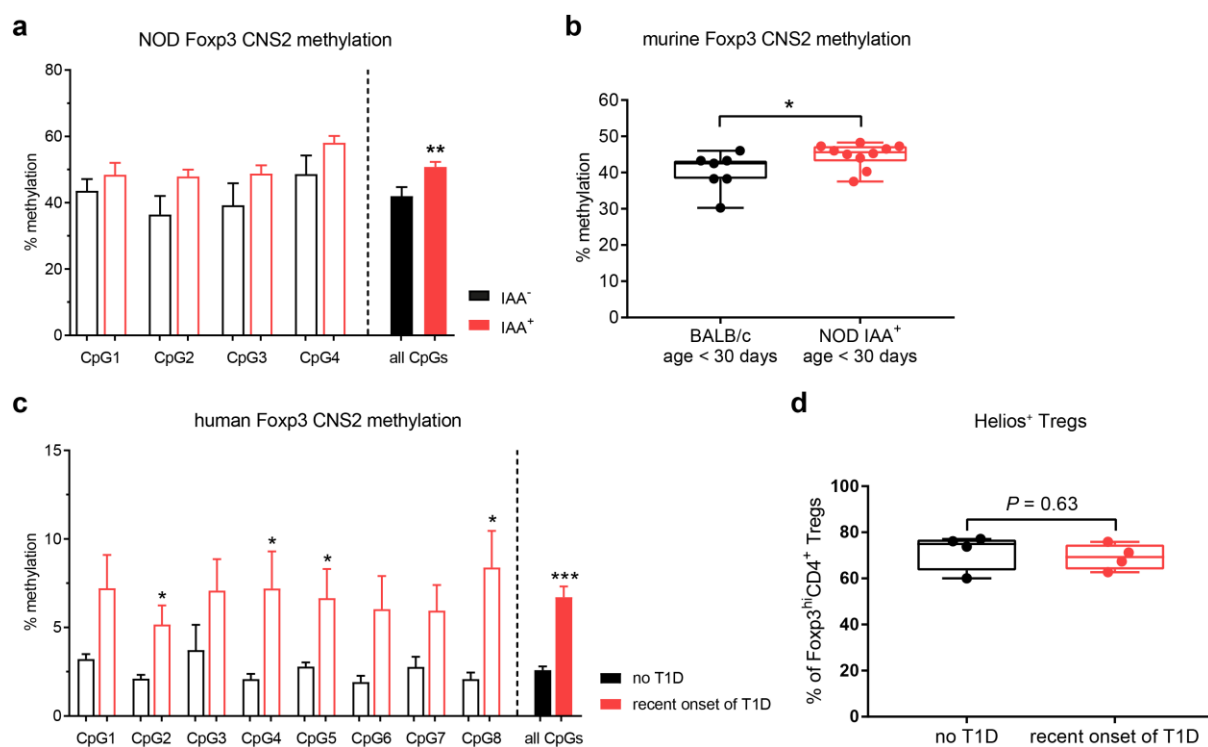 a
NOD Foxp3 CNS2 methylation
% methylation
80
60
40
20
0
**
CpG1 CpG2 CpG3 CpG4 all CpGs
IAA⁻
IAA⁺
b
murine Foxp3 CNS2 methylation
% methylation
60
50
40
30
20
10
0
*
BALB/c
age < 30 days
NOD IAA⁺
age < 30 days
c
human Foxp3 CNS2 methylation
% methylation
15
10
5
0
* * * * ***
CpG1 CpG2 CpG3 CpG4 CpG5 CpG6 CpG7 CpG8 all CpGs
no T1D
recent onset of T1D
d
Helios⁺ Tregs
% of Foxp3ʰⁱCD4⁺ Tregs
100
80
60
40
20
0
P = 0.63
no T1D recent onset of T1D